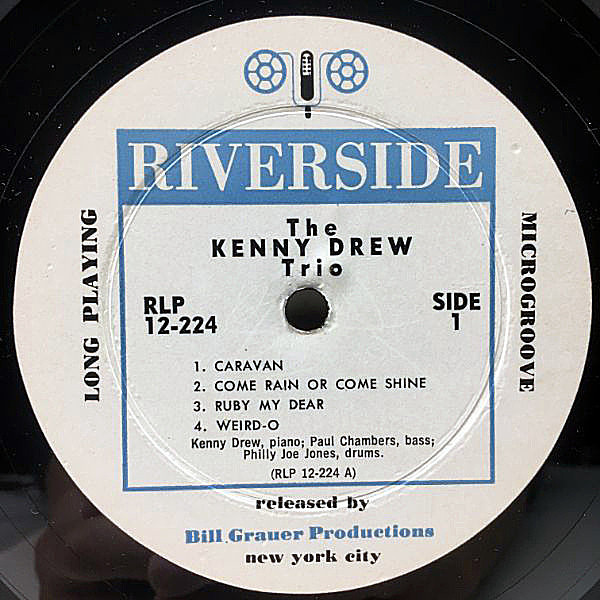 RIVERSIDE
The
KENNY DREW
Trio
LONG PLAYING
MICROGROOVE
RLP
12-224
SIDE
1
1. CARAVAN
2. COME RAIN OR COME SHINE
3. RUBY MY DEAR
4. WEIRD-O
Kenny Drew, piano; Paul Chambers, bass;
Philly Joe Jones, drums.
(RLP 12-224 A)
released by
Bill Grauer Productions
new york city